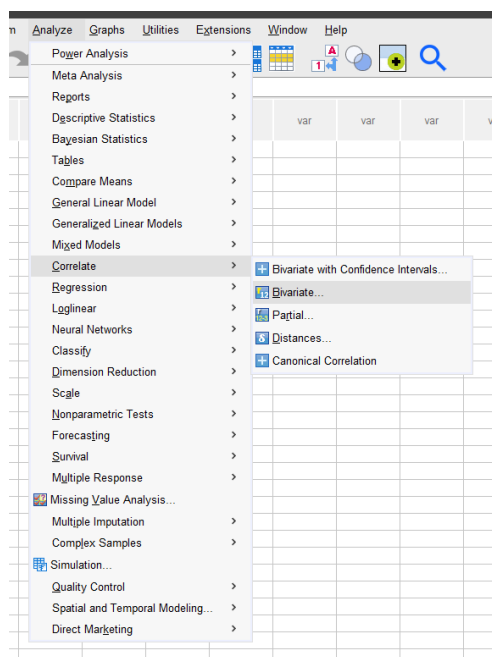 m Analyze Graphs Utilities Extensions Window Help
A
1
Power Analysis
Meta Analysis
Reports
Descriptive Statistics
var var var v
Bayesian Statistics
Tables
Compare Means
General Linear Model
Generalized Linear Models
Mixed Models
Correlate
Bivariate with Confidence Intervals...
Regression
Bivariate...
Loglinear
Partial...
Neural Networks
Distances...
Classify
Canonical Correlation
Dimension Reduction
Scale
Nonparametric Tests
Forecasting
Survival
Multiple Response
Missing Value Analysis...
Multiple Imputation
Complex Samples
Simulation...
Quality Control
Spatial and Temporal Modeling...
Direct Marketing